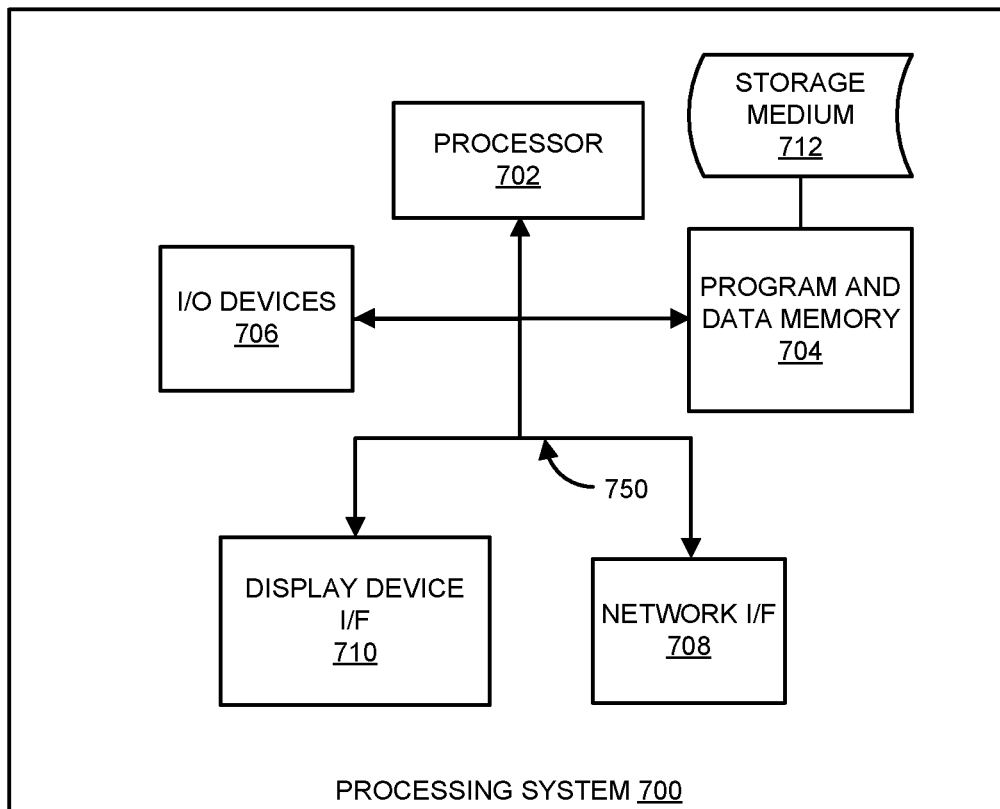 PROCESSOR
702
STORAGE
MEDIUM
712
I/O DEVICES
706
PROGRAM AND
DATA MEMORY
704
750
DISPLAY DEVICE
I/F
710
NETWORK I/F
708
PROCESSING SYSTEM 700